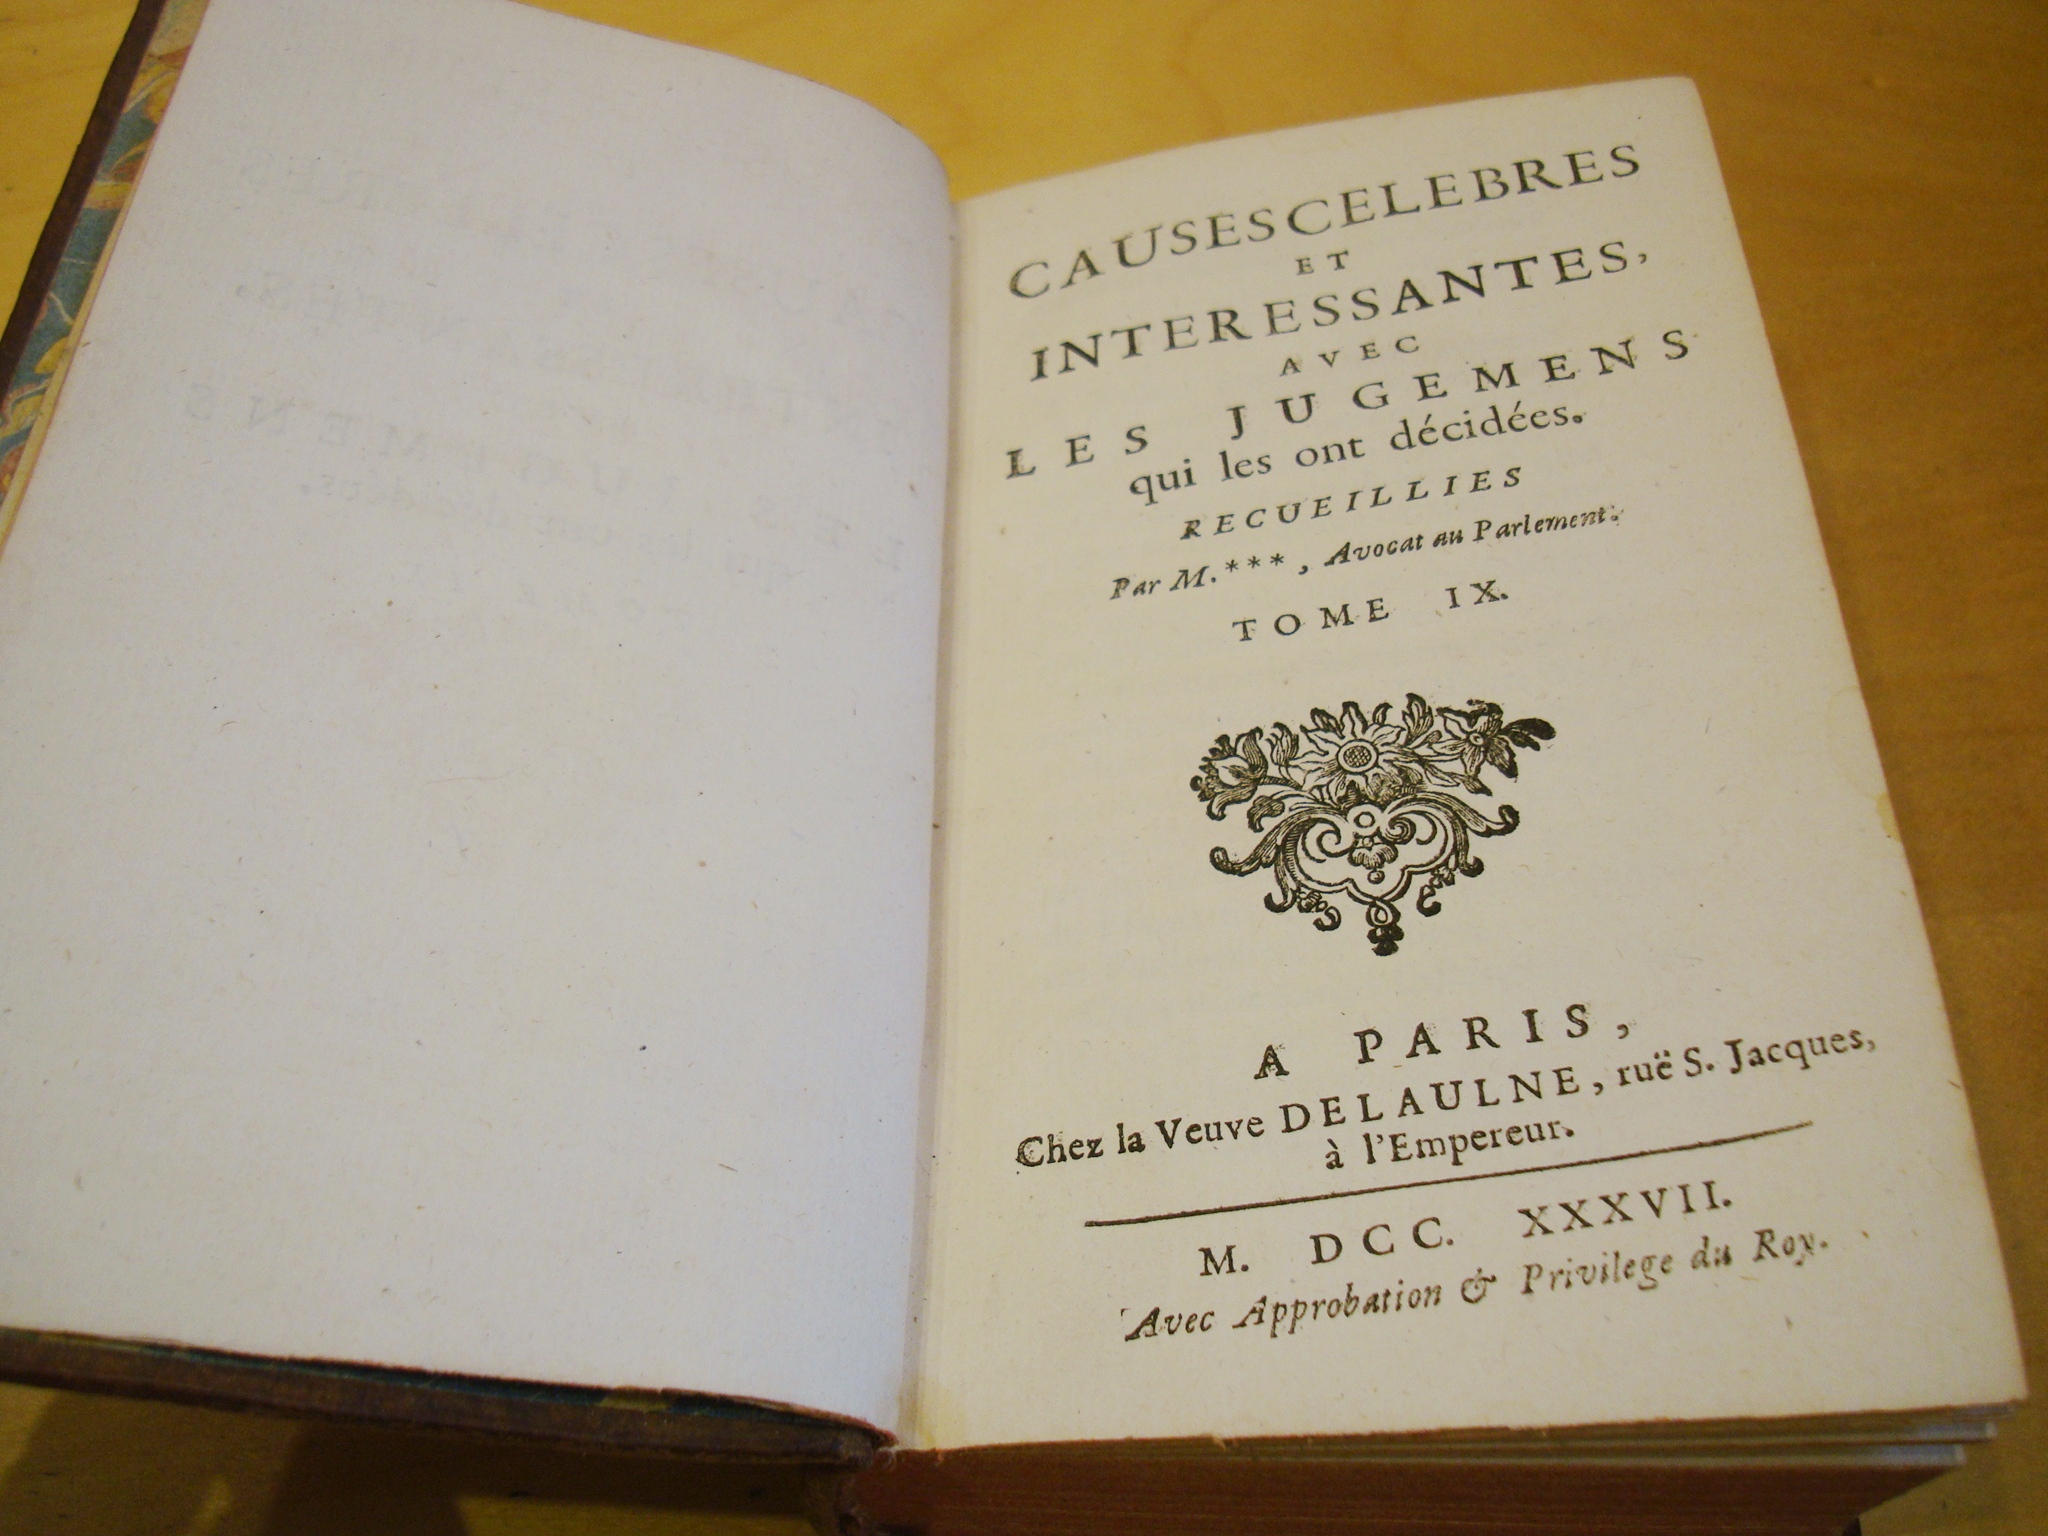 CAUSES CELEBRES
ET
INTERESSANTES,
AVEC
LES JUGEMENS
qui les ont décidées.
RECUEILLIES
Par M.***, Avocat au Parlement.
TOME IX.
A PARIS,
Chez la Veuve DELAULNE, ruë S. Jacques,
à l'Empereur.
M. DCC. XXXVII.
Avec Approbation & Privilege du Roy.